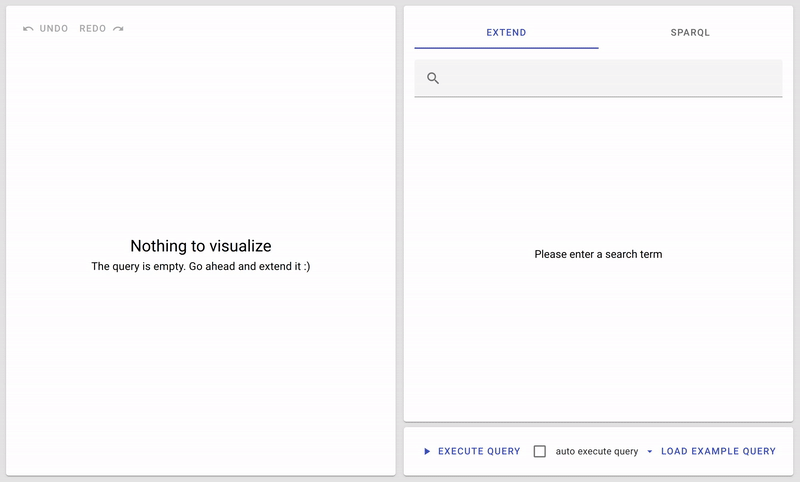 UNDO REDO
Nothing to visualize
The query is empty. Go ahead and extend it :)
EXTEND SPARQL
Please enter a search term
EXECUTE QUERY auto execute query LOAD EXAMPLE QUERY